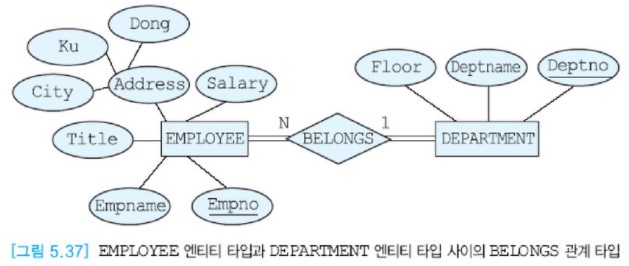 Dong
Ku
City
Address
Salary
Floor
Deptname
Deptno
Title
EMPLOYEE
N
BELONGS
1
DEPARTMENT
Empname
Empno
[그림 5.37] EMPLOYEE 엔티티 타입과 DEPARTMENT 엔티티 타입 사이의 BELONGS 관계 타입